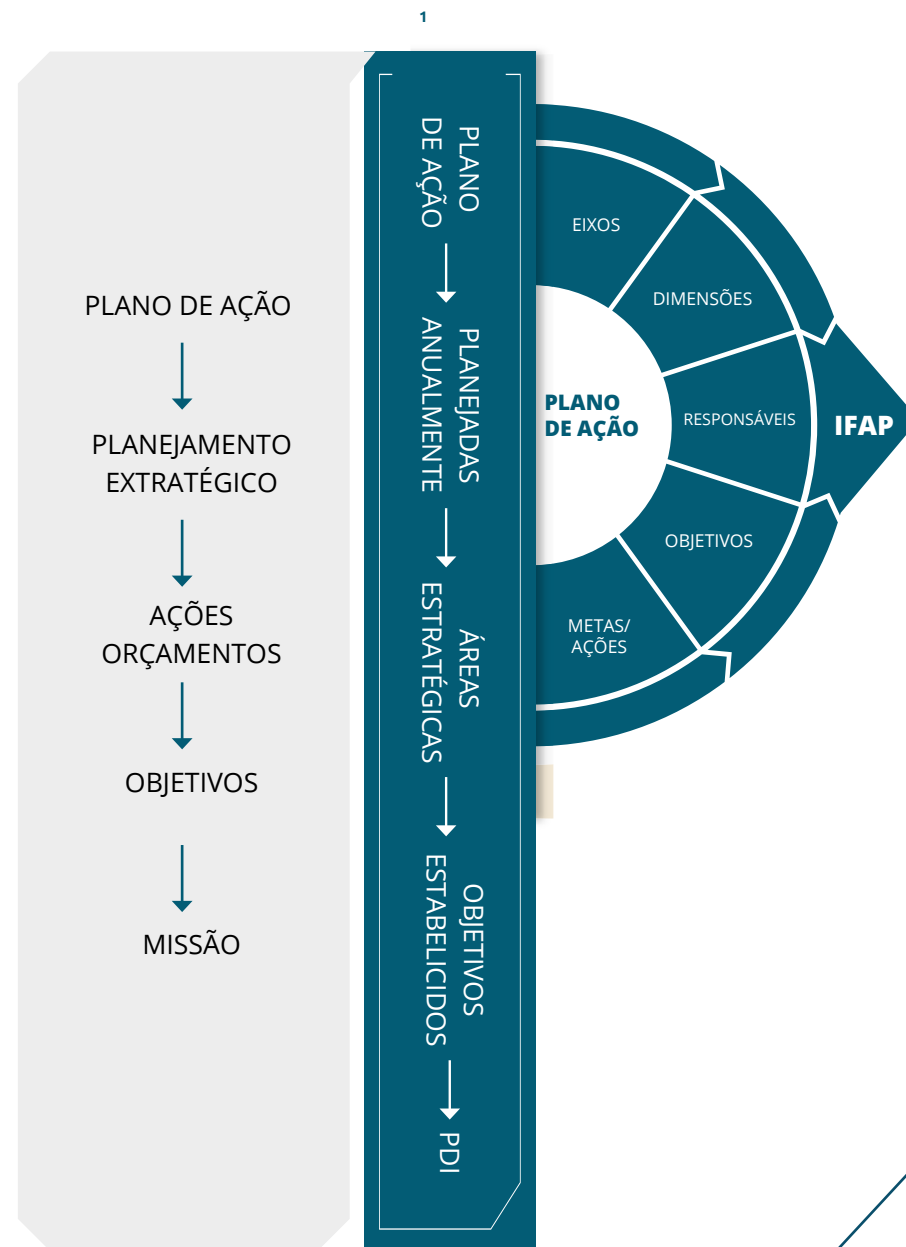 1
PLANO DE AÇÃO
PLANEJAMENTO
EXTRATÉGICO
AÇÕES
ORÇAMENTOS
OBJETIVOS
MISSÃO
PLANO
DE AÇÃO
PLANEJADAS
ANUALMENTE
ÁREAS
ESTRATÉGICAS
OBJETIVOS
ESTABELICIDOS
PDI
PLANO
DE AÇÃO
EIXOS
DIMENSÕES
RESPONSÁVEIS
OBJETIVOS
METAS/
AÇÕES
IFAP